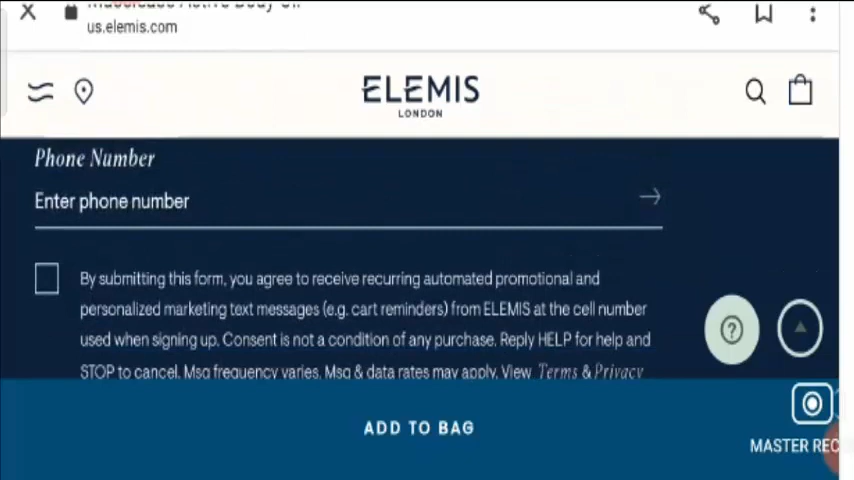 us.elemis.com
ELEMIS
LONDON
Phone Number
Enter phone number
By submitting this form, you agree to receive recurring automated promotional and
personalized marketing text messages (e.g. cart reminders) from ELEMIS at the cell number
used when signing up. Consent is not a condition of any purchase. Reply HELP for help and
STOP to cancel. Msg frequency varies. Msg & data rates may apply. View Terms & Privacy
ADD TO BAG
MASTER REC